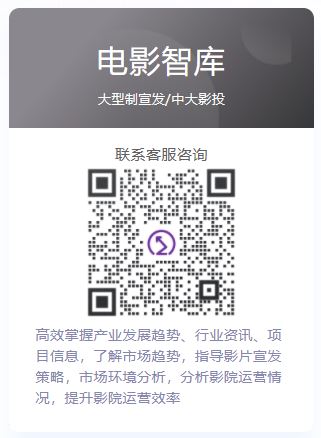 电影智库
大型制宣发/中大影投
联系客服咨询
高效掌握产业发展趋势、行业资讯、项
目信息，了解市场趋势，指导影片宣发
策略，市场环境分析，分析影院运营情
况，提升影院运营效率